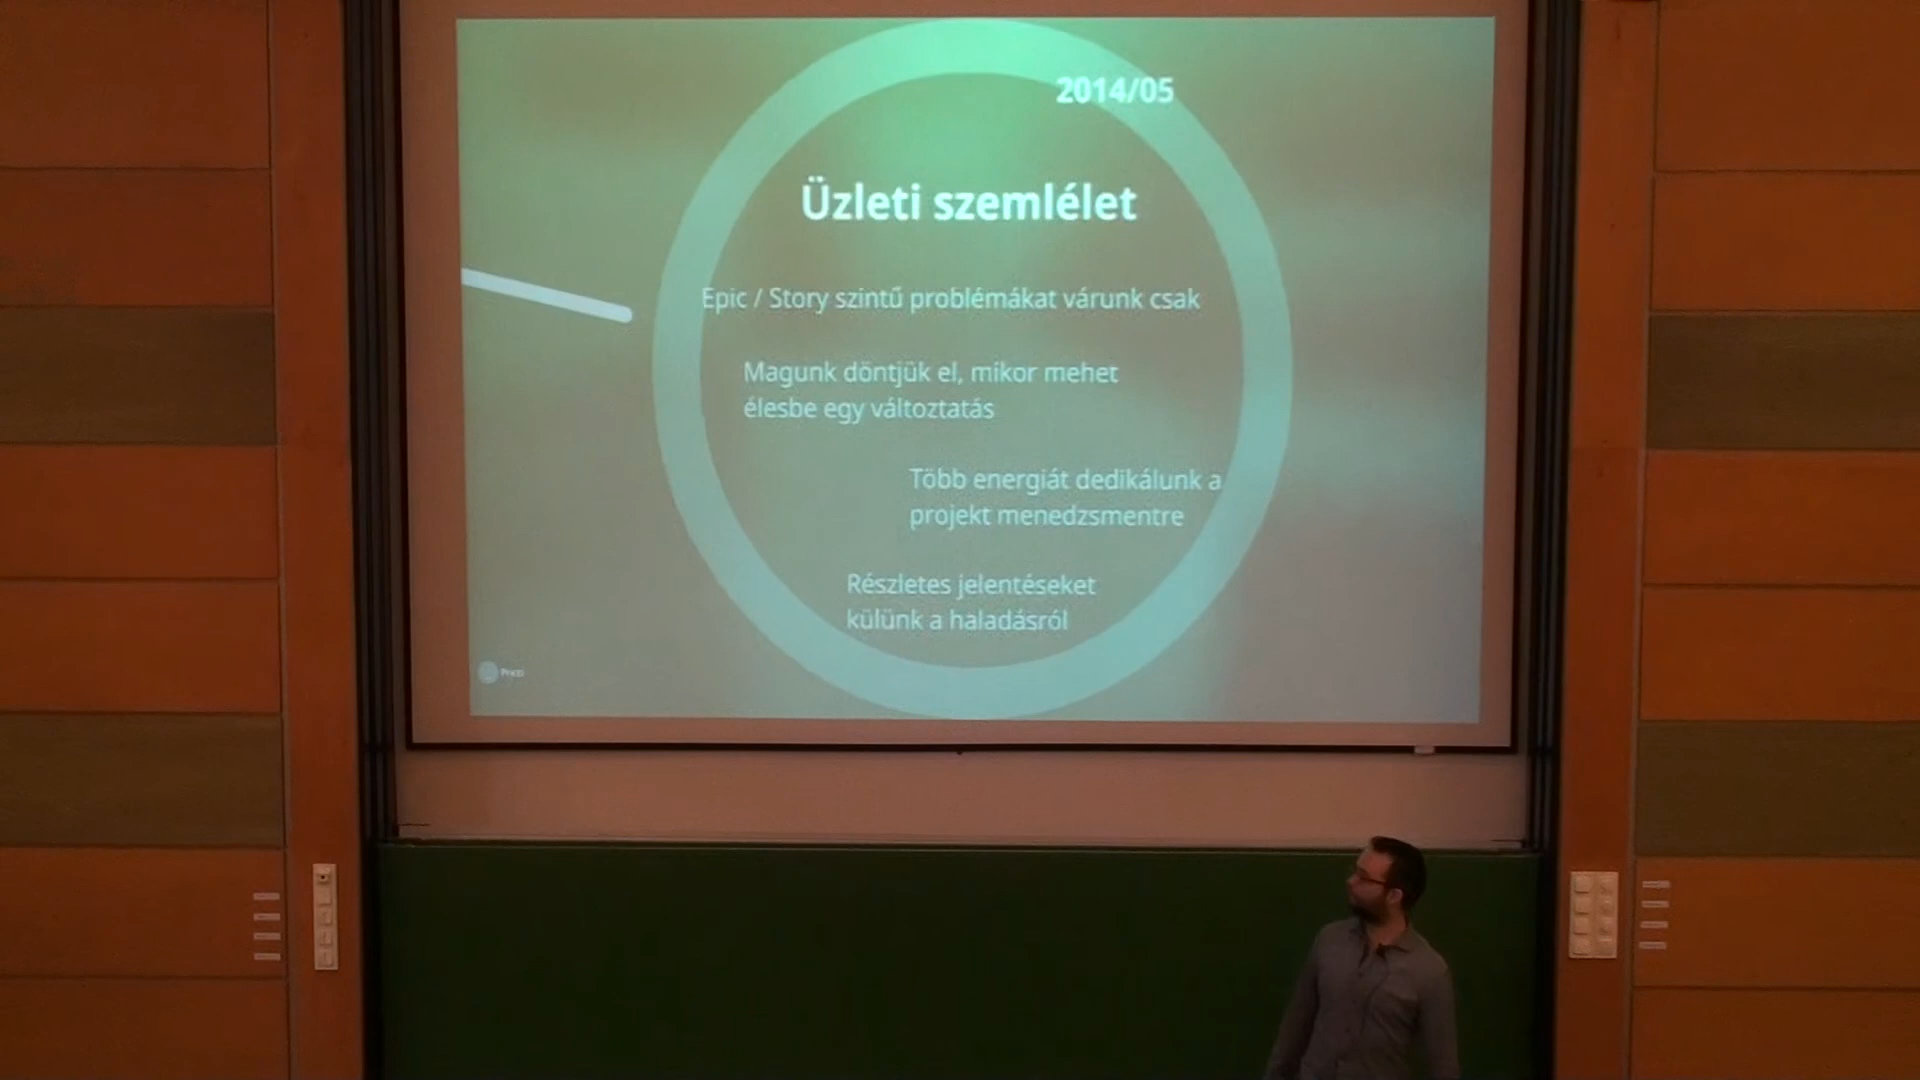 2014/05
Üzleti szemlélet
Epic / Story szintű problémákat várunk csak
Magunk döntjük el, mikor mehet
élesbe egy változtatás
Több energiát dedikálunk a
projekt menedzsmentre
Részletes jelentéseket
külünk a haladásról
Prezi